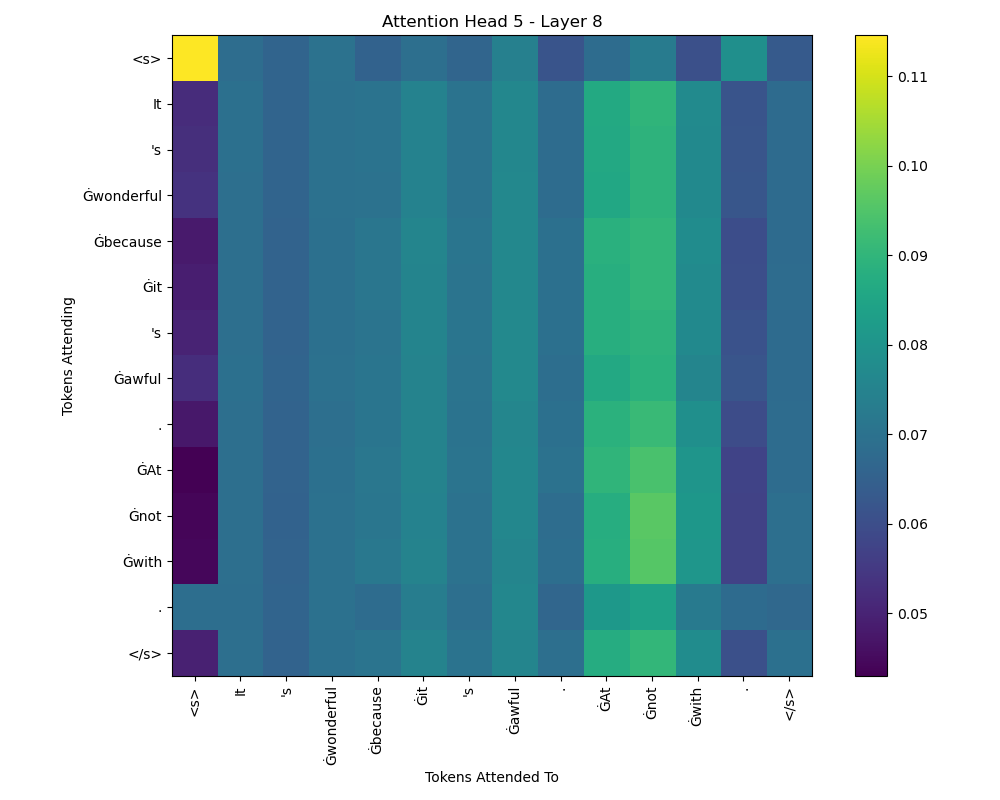 Attention Head 5 - Layer 8
Tokens Attending
<s>
It
's
Ġwonderful
Ġbecause
Ġit
's
Ġawful
.
ĠAt
Ġnot
Ġwith
.
</s>
<s>
It
's
Ġwonderful
Ġbecause
Ġit
's
Ġawful
.
ĠAt
Ġnot
Ġwith
.
</s>
Tokens Attended To
0.11
0.10
0.09
0.08
0.07
0.06
0.05